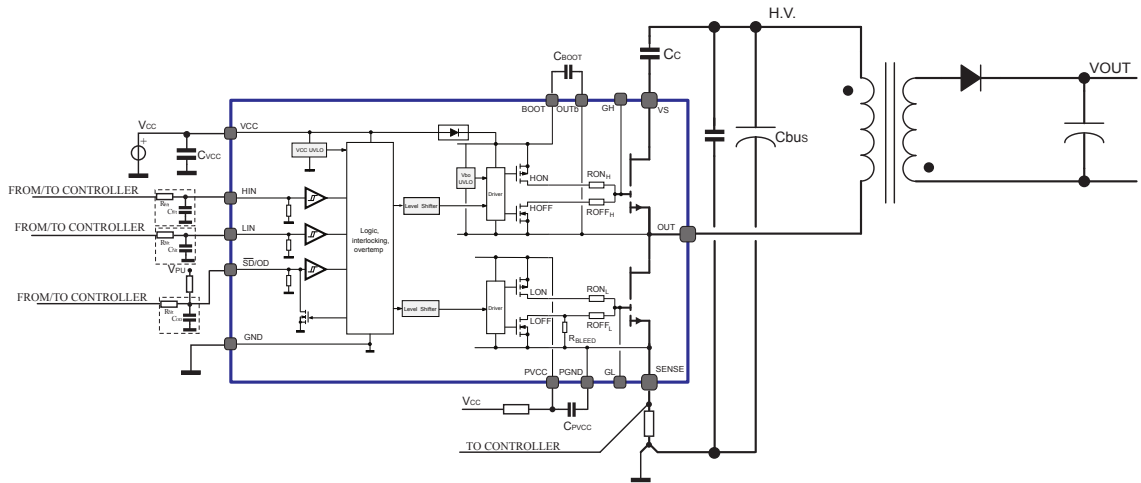 H.V.
CC
CBOOT
VOUT
BOOT OUTb GH VS
VCC
VCC
+
CVCC
VCC UVLO
Vbo UVLO
Cbus
HON
RONH
Driver
FROM/TO CONTROLLER
HIN
Level Shifter
HOFF
ROFFH
FROM/TO CONTROLLER
LIN
Logic, interlocking, overtemp
OUT
VPU
SD/OD
LON
RONL
FROM/TO CONTROLLER
COD
Level Shifter
Driver
LOFF
ROFFL
RBLEED
GND
PVCC PGND GL SENSE
VCC
CPVCC
TO CONTROLLER